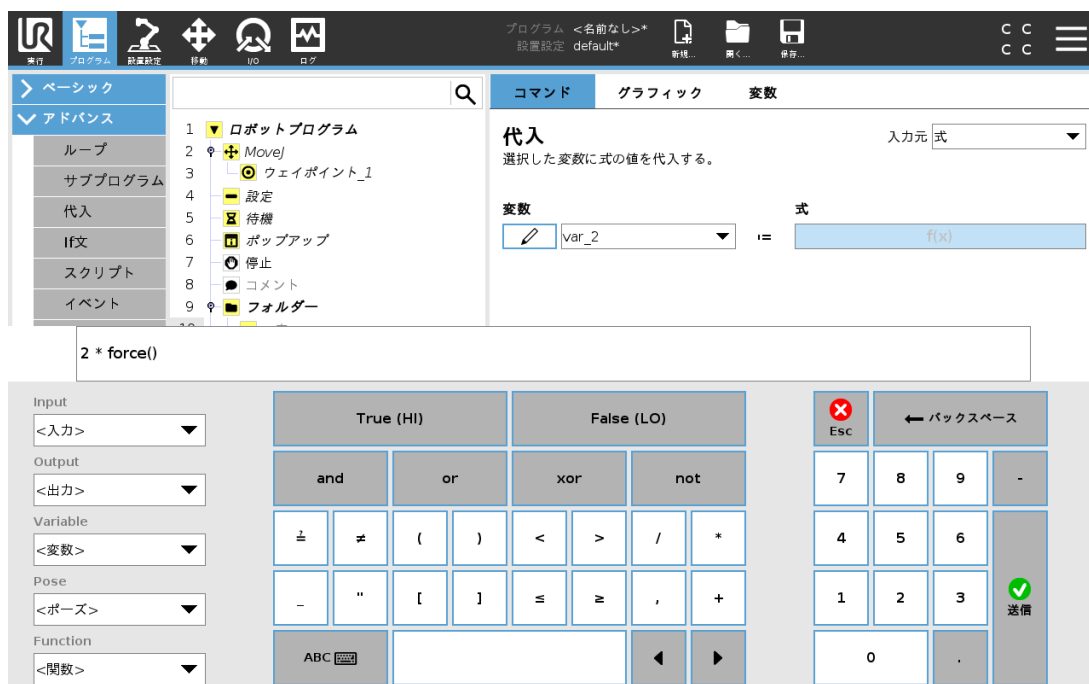 UR
プログラム <名前なし>*
設置設定 default*
実行 プログラム 設置設定 移動 I/O ログ 新規... 開く... 保存...
C C
C C
ベーシック
アドバンス
ループ
サブプログラム
代入
If文
スクリプト
イベント
1 ロボットプログラム
2 MoveJ
3 ウェイポイント_1
4 設定
5 待機
6 ポップアップ
7 停止
8 コメント
9 フォルダー
コマンド グラフィック 変数
代入
入力元 式
選択した変数に式の値を代入する。
変数 式
var_2 := f(x)
2 * force()
Input
<入力>
Output
<出力>
Variable
<変数>
Pose
<ポーズ>
Function
<関数>
True (HI) False (LO)
and or xor not
≟ ≠ ( ) < > / *
_ " [ ] ≤ ≥ , +
ABC
Esc バックスペース
7 8 9 -
4 5 6
1 2 3 送信
0 .